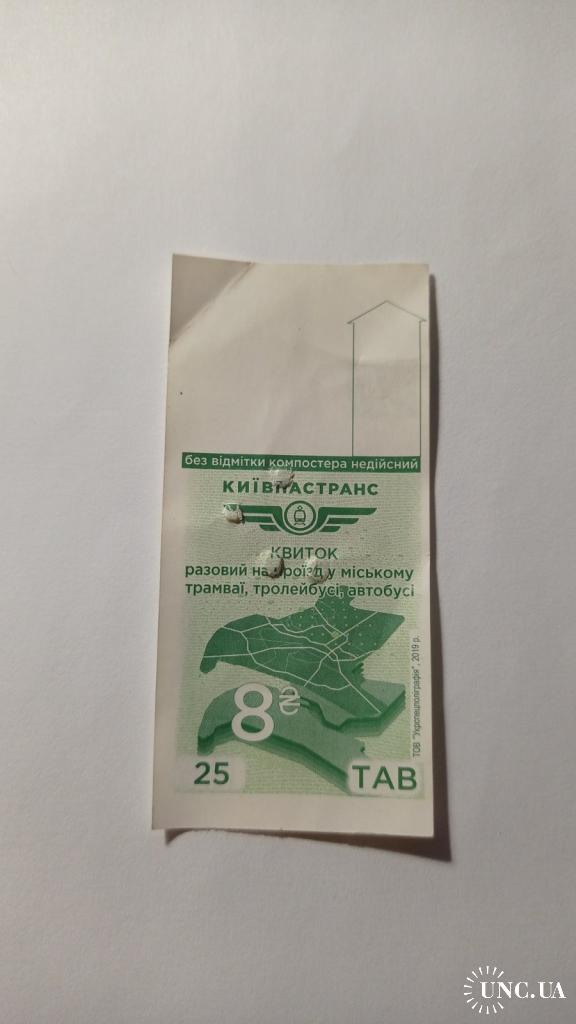 без відмітки компостера недійсний
КИЇВПАСТРАНС
КВИТОК
разовий на проїзд у міському
трамваї, тролейбусі, автобусі
8₴
25
ТАВ
ТОВ "Укрспецполіграфія", 2019 р.
UNC.UA